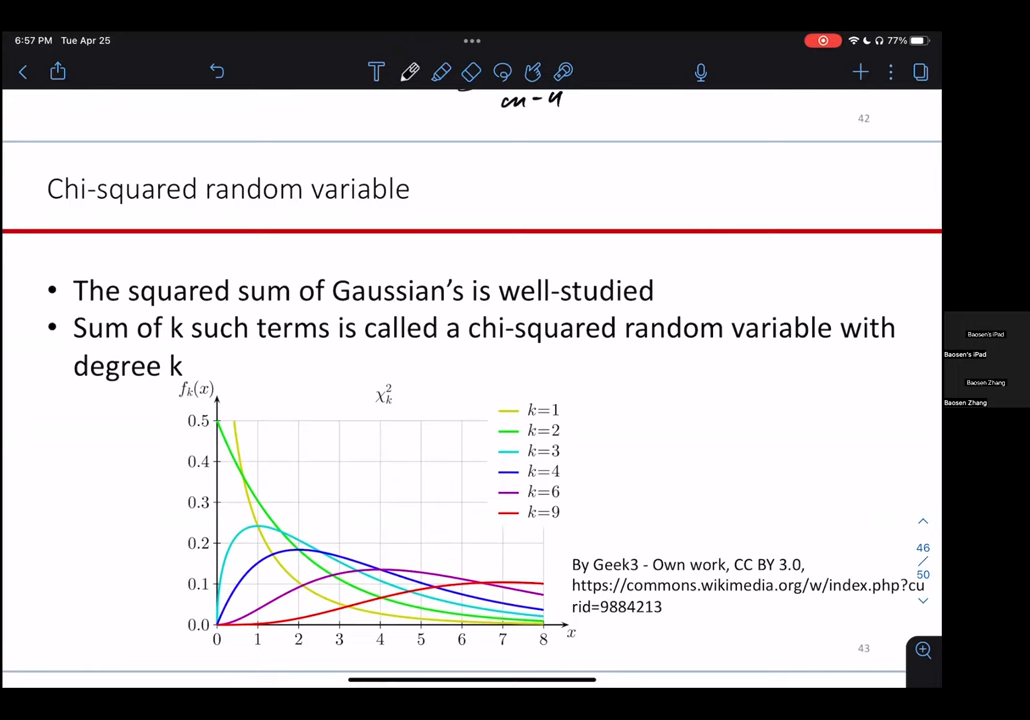 6:57 PM Tue Apr 25
77%
m-n
42
Chi-squared random variable
• The squared sum of Gaussian's is well-studied
• Sum of k such terms is called a chi-squared random variable with
degree k
fₖ(x)
χ²ₖ
0.5
0.4
0.3
0.2
0.1
0.0
0 1 2 3 4 5 6 7 8 x
k=1
k=2
k=3
k=4
k=6
k=9
By Geek3 - Own work, CC BY 3.0,
https://commons.wikimedia.org/w/index.php?cu
rid=9884213
46
/
50
43
Baosen's iPad
Baosen's iPad
Baosen Zhang
Baosen Zhang